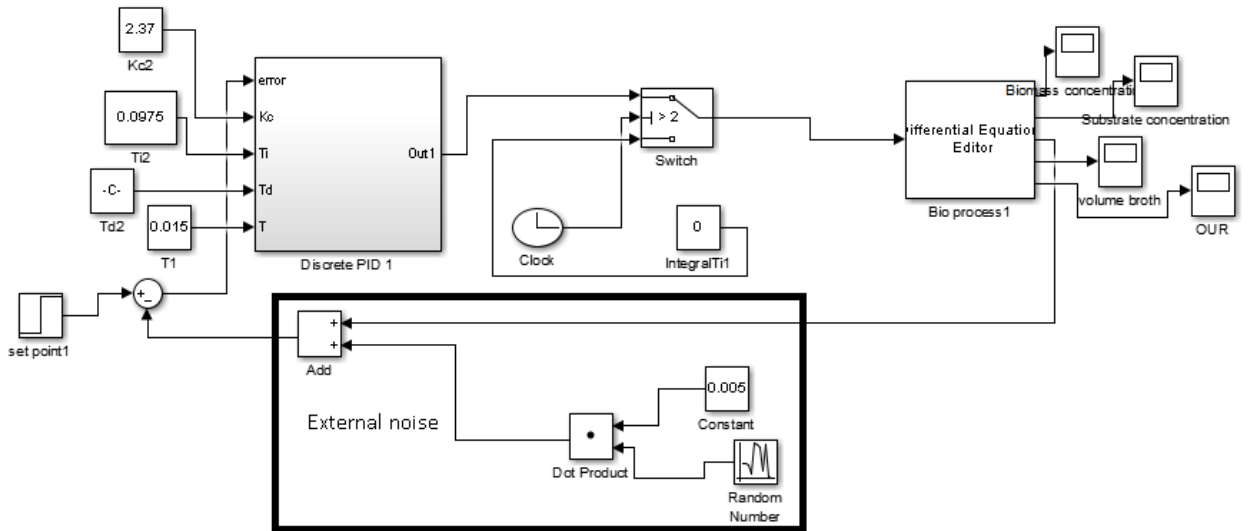 2.37
Kc2
0.0975
Ti2
-C-
Td2
0.015
T1
error
Kc
Ti
Td
T
Out1
Discrete PID 1
> 2
Switch
Clock
0
IntegralTi1
Differential Equation
Editor
Bio process1
Biomass concentration
Substrate concentration
volume broth
OUR
+
_
set point1
+
+
Add
External noise
0.005
Constant
Dot Product
Random
Number